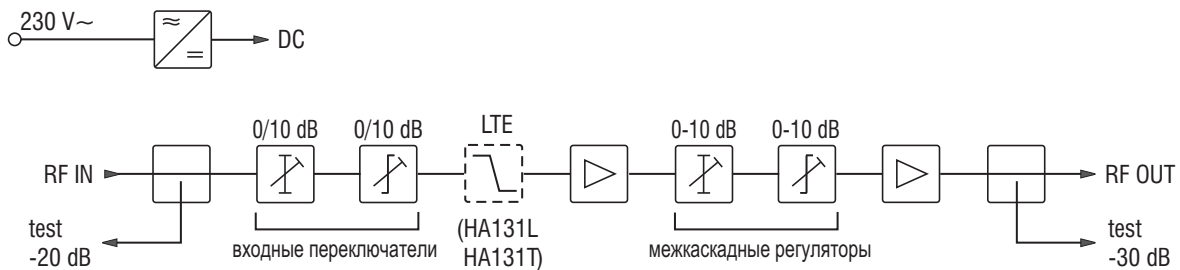 230 V~
DC
0/10 dB 0/10 dB LTE 0-10 dB 0-10 dB
RF IN
RF OUT
test
-20 dB
входные переключатели
(HA131L
HA131T)
межкаскадные регуляторы
test
-30 dB